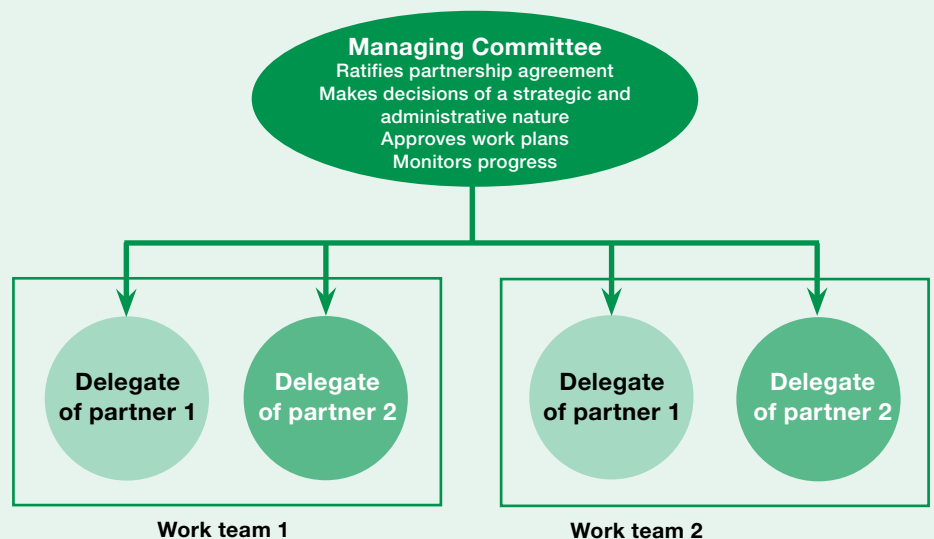 Managing Committee
Ratifies partnership agreement
Makes decisions of a strategic and
administrative nature
Approves work plans
Monitors progress
Delegate
of partner 1
Delegate
of partner 2
Delegate
of partner 1
Delegate
of partner 2
Work team 1
Work team 2